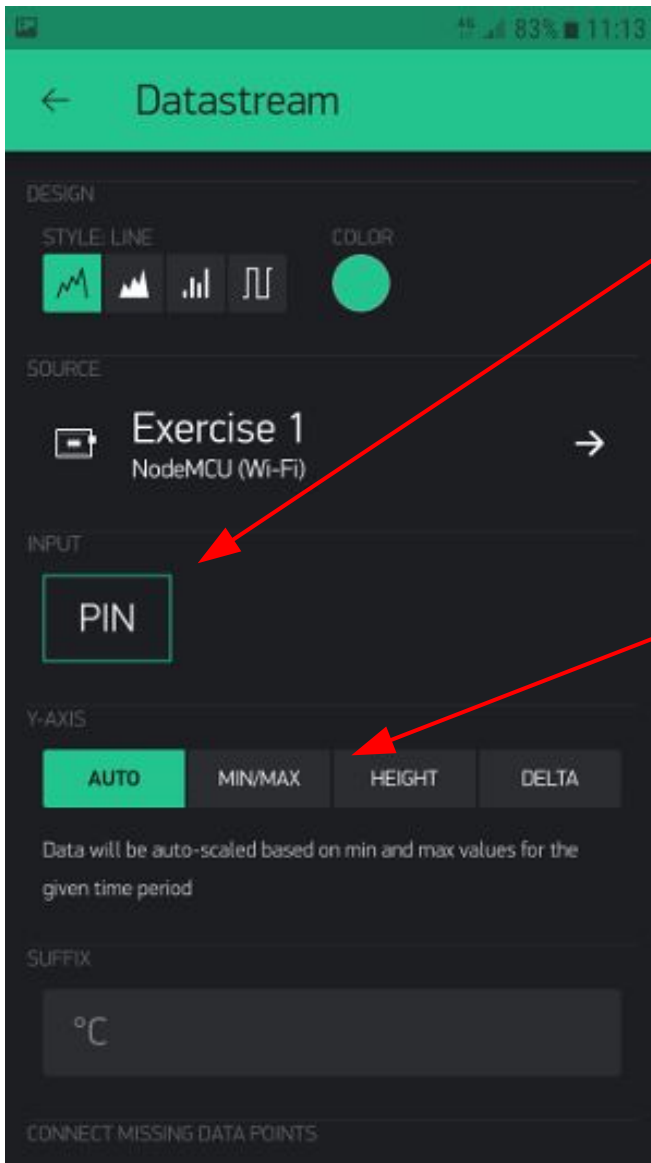 4G 83% 11:13
Datastream
DESIGN
STYLE: LINE COLOR
SOURCE
Exercise 1
NodeMCU (Wi-Fi)
INPUT
PIN
Y-AXIS
AUTO MIN/MAX HEIGHT DELTA
Data will be auto-scaled based on min and max values for the
given time period
SUFFIX
°C
CONNECT MISSING DATA POINTS